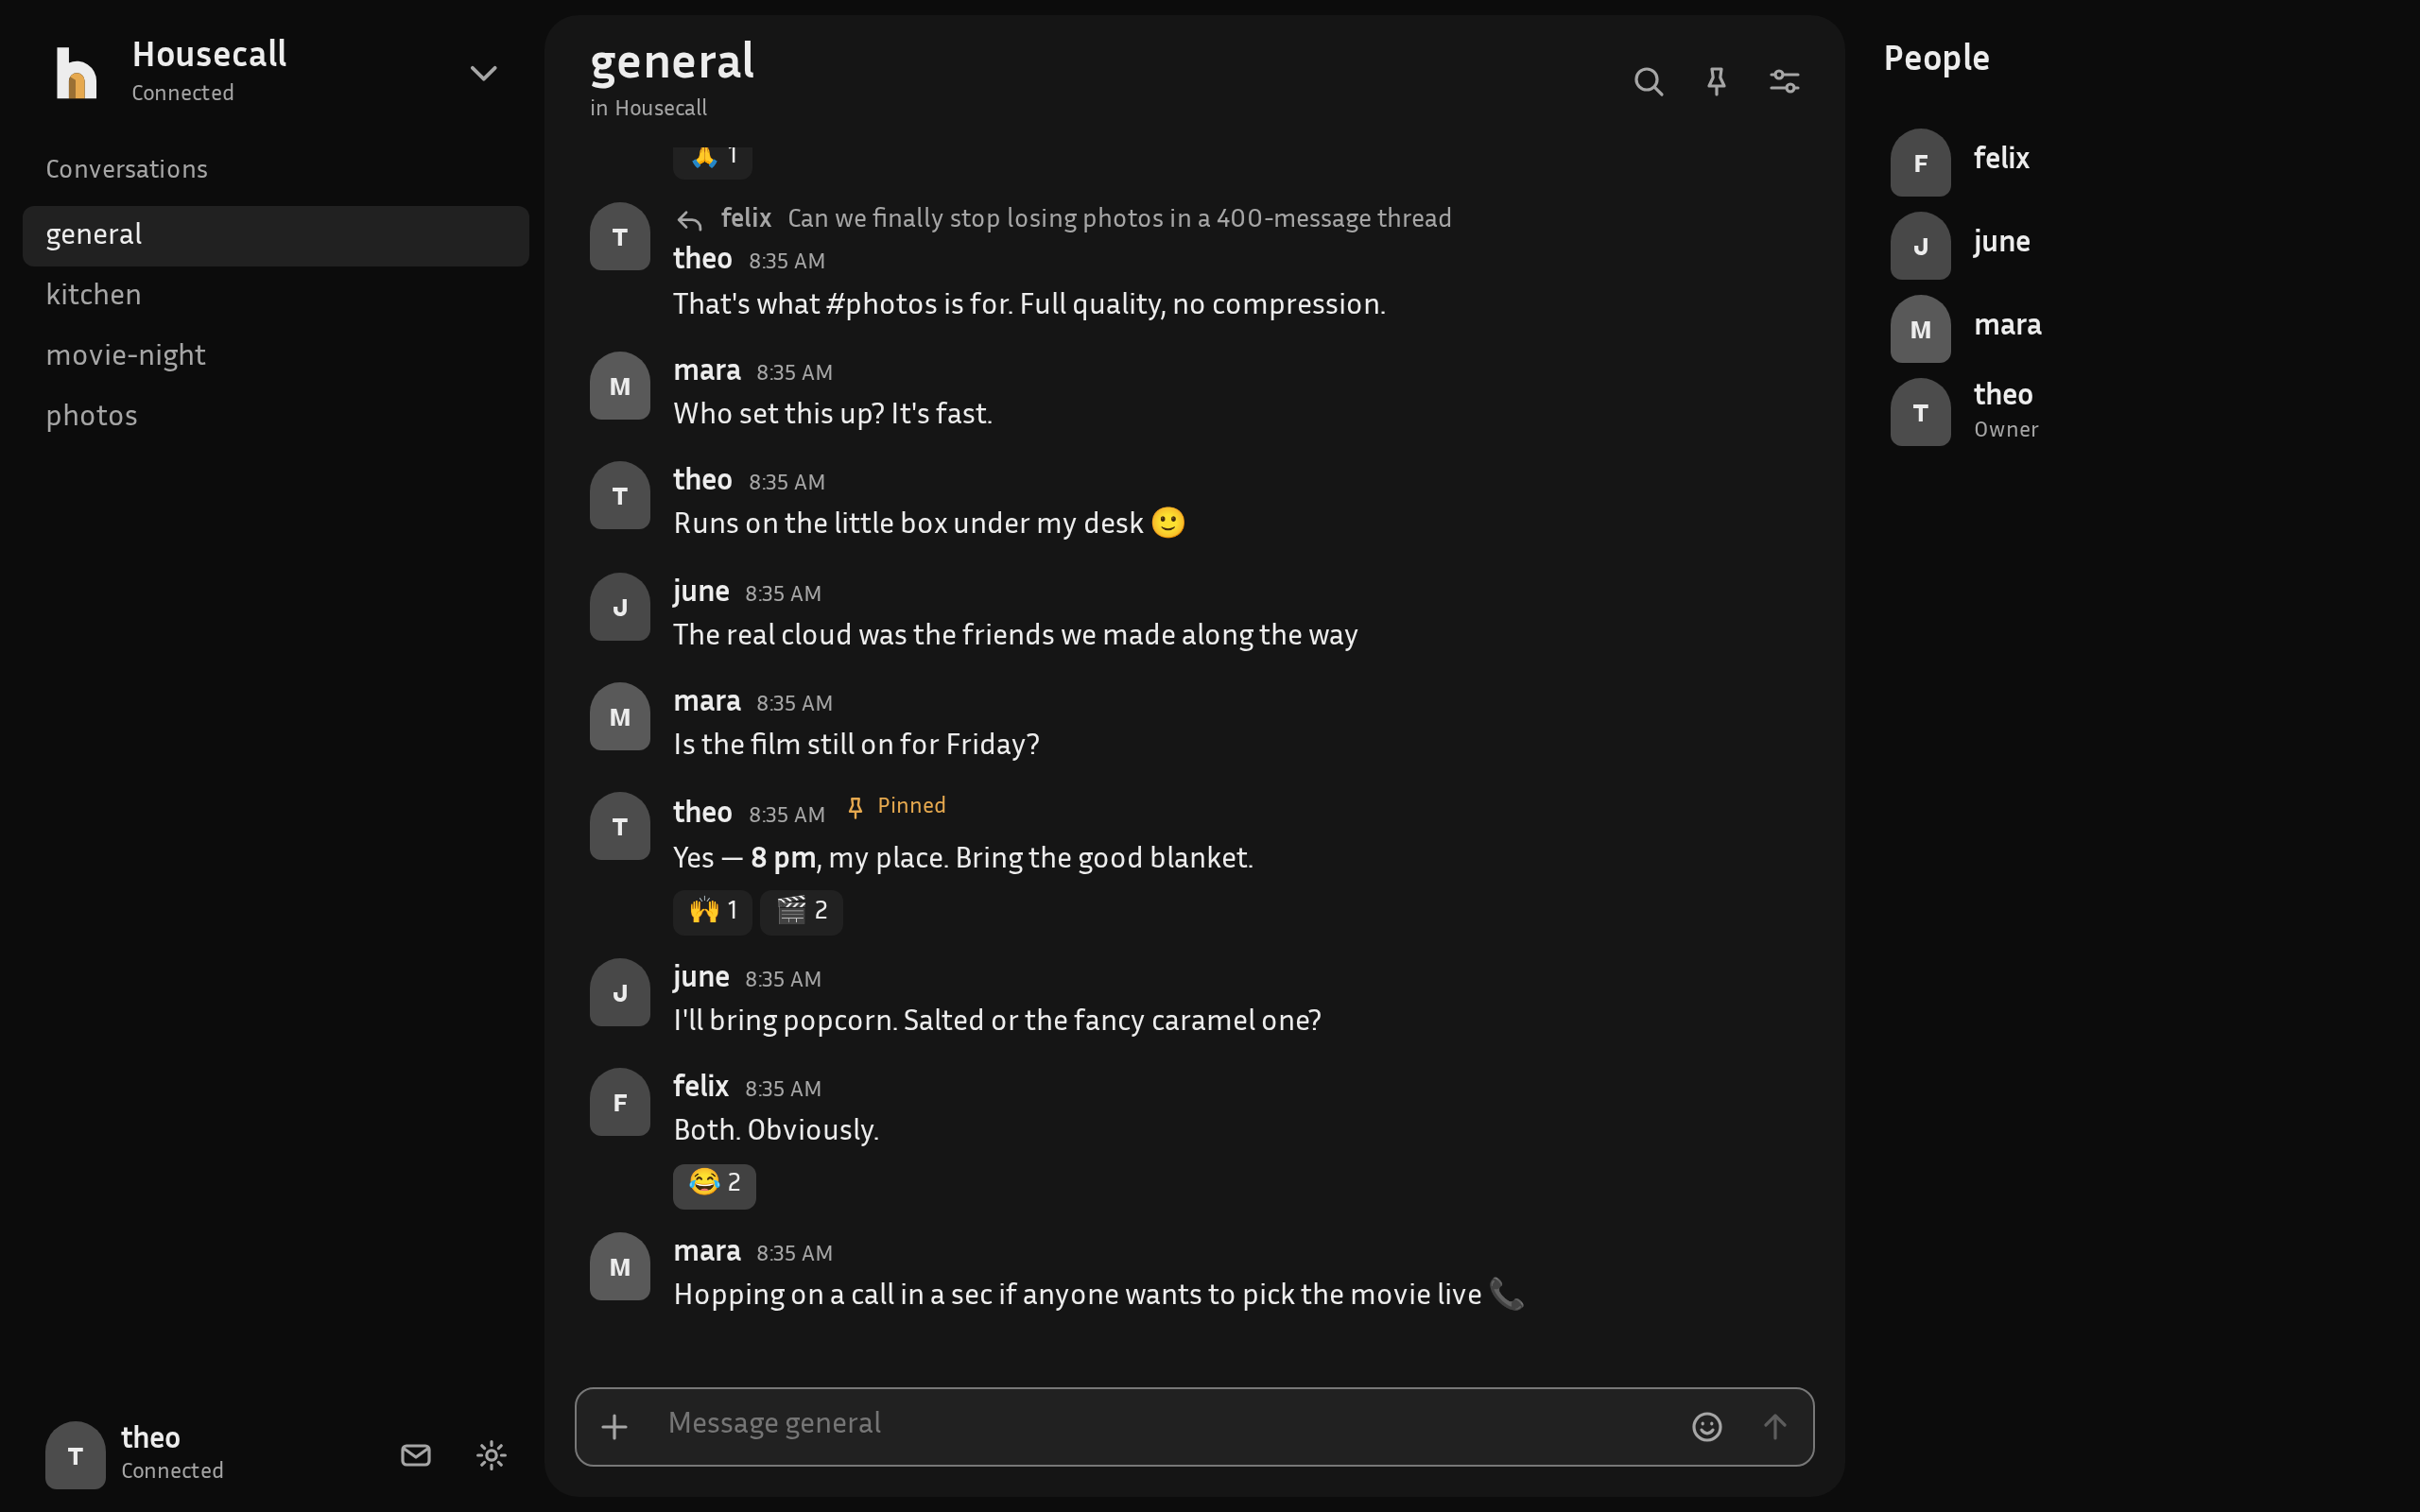 Housecall
Connected
Conversations
general
kitchen
movie-night
photos
T
theo
Connected
general
in Housecall
🙏 1
felix Can we finally stop losing photos in a 400-message thread
T
theo 8:35 AM
That's what #photos is for. Full quality, no compression.
M
mara 8:35 AM
Who set this up? It's fast.
T
theo 8:35 AM
Runs on the little box under my desk 🙂
J
june 8:35 AM
The real cloud was the friends we made along the way
M
mara 8:35 AM
Is the film still on for Friday?
T
theo 8:35 AM Pinned
Yes — 8 pm, my place. Bring the good blanket.
🙌 1 🎬 2
J
june 8:35 AM
I'll bring popcorn. Salted or the fancy caramel one?
F
felix 8:35 AM
Both. Obviously.
😂 2
M
mara 8:35 AM
Hopping on a call in a sec if anyone wants to pick the movie live 📞
Message general
People
F
felix
J
june
M
mara
T
theo
Owner